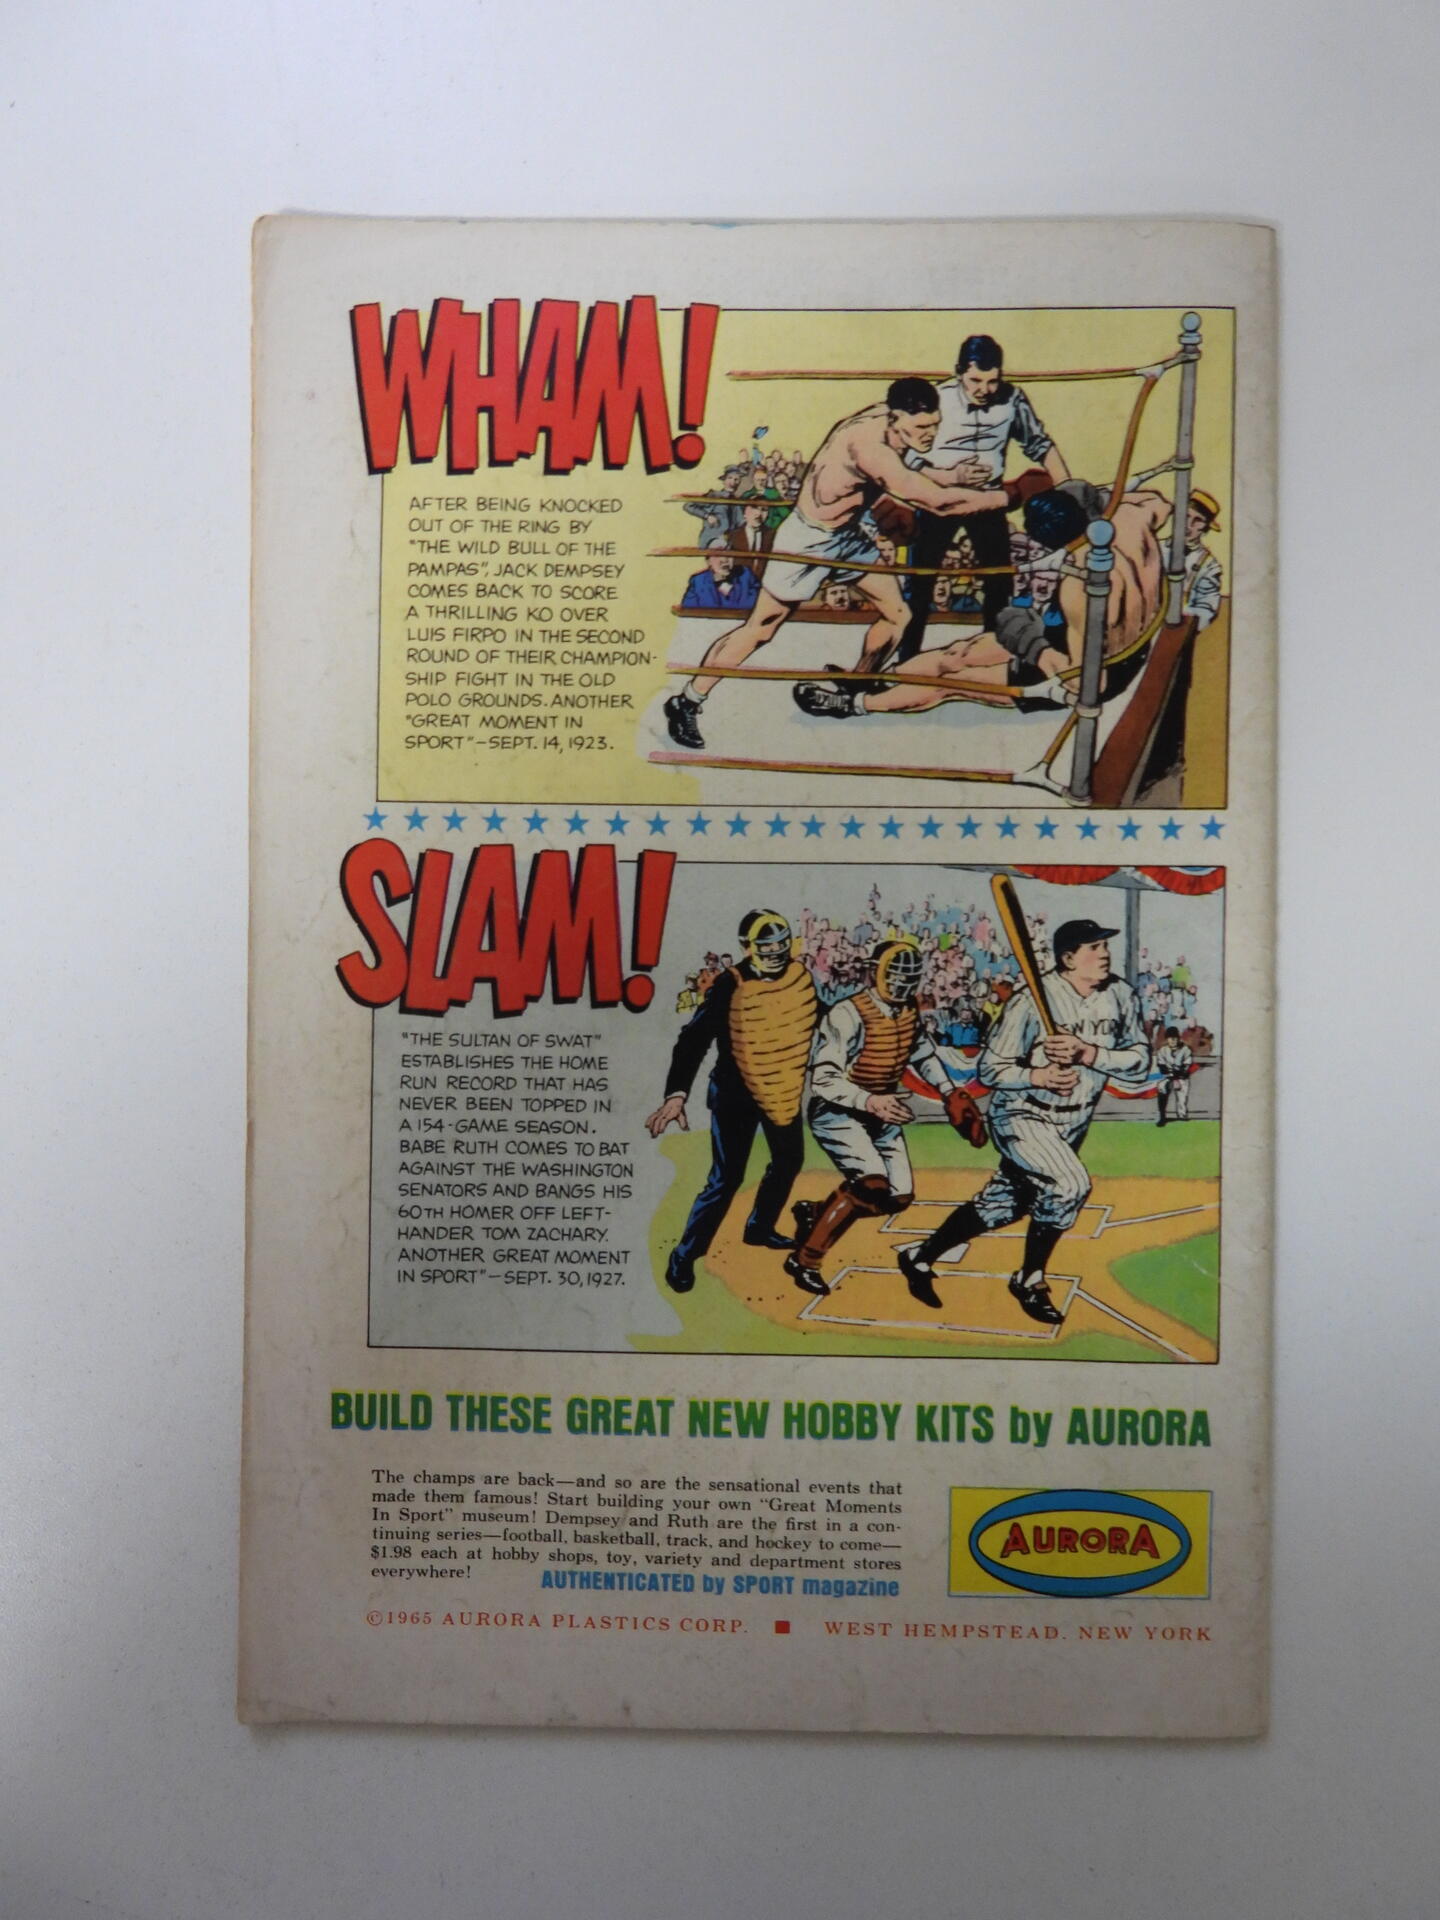 WHAM!
AFTER BEING KNOCKED
OUT OF THE RING BY
"THE WILD BULL OF THE
PAMPAS", JACK DEMPSEY
COMES BACK TO SCORE
A THRILLING KO OVER
LUIS FIRPO IN THE SECOND
ROUND OF THEIR CHAMPION-
SHIP FIGHT IN THE OLD
POLO GROUNDS. ANOTHER
"GREAT MOMENT IN
SPORT"—SEPT. 14, 1923.
SLAM!
"THE SULTAN OF SWAT"
ESTABLISHES THE HOME
RUN RECORD THAT HAS
NEVER BEEN TOPPED IN
A 154-GAME SEASON.
BABE RUTH COMES TO BAT
AGAINST THE WASHINGTON
SENATORS AND BANGS HIS
60TH HOMER OFF LEFT-
HANDER TOM ZACHARY.
ANOTHER GREAT MOMENT
IN SPORT"—SEPT. 30, 1927.
EW YOR
BUILD THESE GREAT NEW HOBBY KITS by AURORA
The champs are back—and so are the sensational events that
made them famous! Start building your own "Great Moments
In Sport" museum! Dempsey and Ruth are the first in a con-
tinuing series—football, basketball, track, and hockey to come—
$1.98 each at hobby shops, toy, variety and department stores
everywhere!
AUTHENTICATED by SPORT magazine
AURORA
©1965 AURORA PLASTICS CORP. ■ WEST HEMPSTEAD, NEW YORK